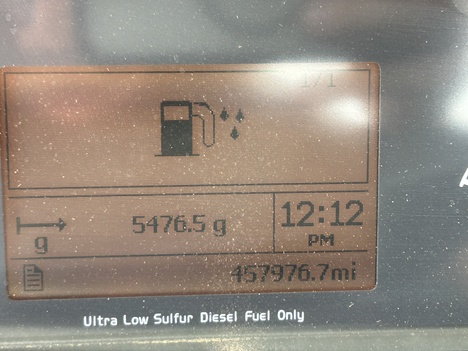 1/1
5476.5 g
12:12
PM
g
457976.7mi
Ultra Low Sulfur Diesel Fuel Only